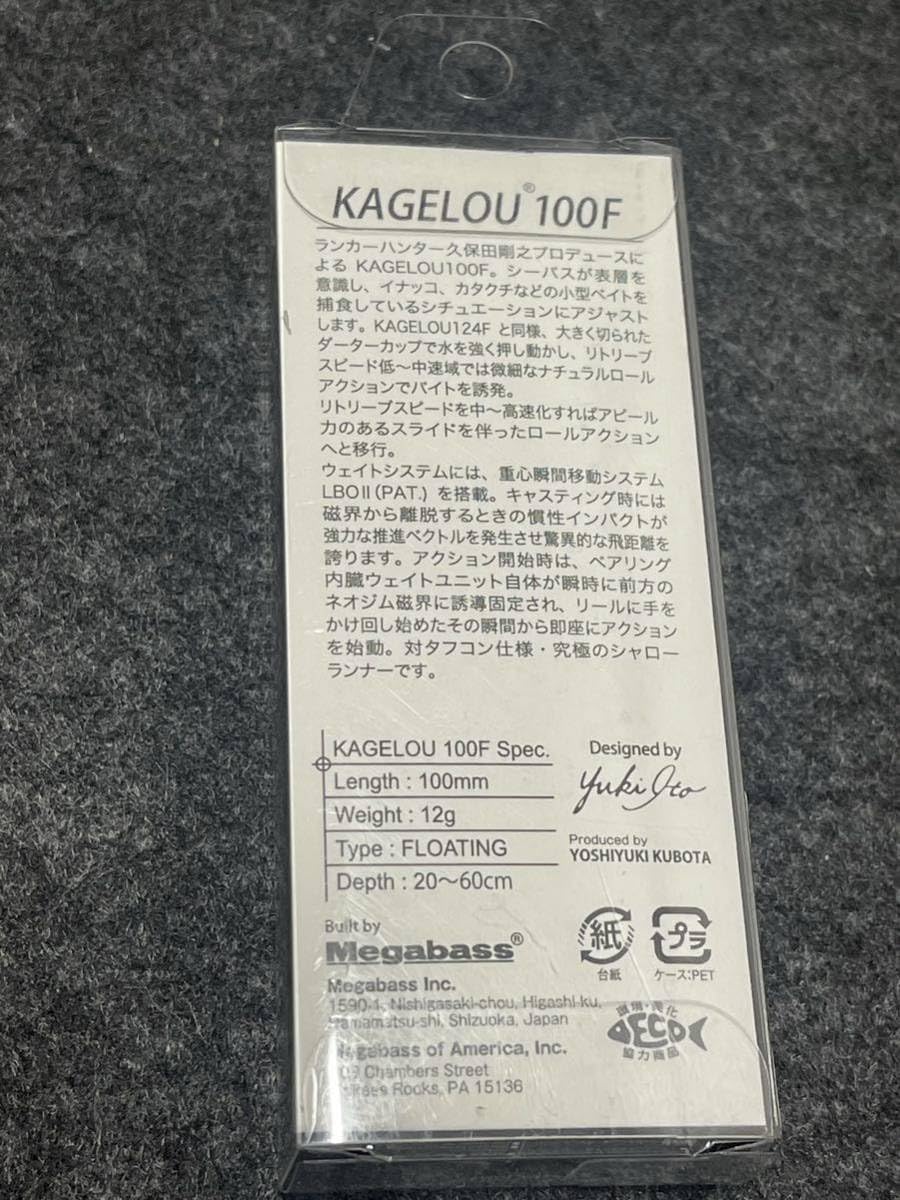 KAGELOU® 100F
ランカーハンター久保田剛之プロデュースに
よる KAGELOU100F。シーバスが表層を
意識し、イナッコ、カタクチなどの小型ベイトを
捕食しているシチュエーションにアジャスト
します。KAGELOU124F と同様、大きく切られた
ダーターカップで水を強く押し動かし、リトリーブ
スピード低〜中速域では微細なナチュラルロール
アクションでバイトを誘発。
リトリーブスピードを中〜高速化すればアピール
力のあるスライドを伴ったロールアクション
へと移行。
ウェイトシステムには、重心瞬間移動システム
LBOⅡ(PAT.) を搭載。キャスティング時には
磁界から離脱するときの慣性インパクトが
強力な推進ベクトルを発生させ驚異的な飛距離を
誇ります。アクション開始時は、ベアリング
内臓ウェイトユニット自体が瞬時に前方の
ネオジム磁界に誘導固定され、リールに手を
かけ回し始めたその瞬間から即座にアクション
を始動。対タフコン仕様・究極のシャロー
ランナーです。
KAGELOU 100F Spec.
Length : 100mm
Weight : 12g
Type : FLOATING
Depth : 20〜60cm
Designed by
Yuki Ito
Produced by
YOSHIYUKI KUBOTA
Built by
Megabass®
Megabass Inc.
1590-1, Nishigasaki-chou, Higashi-ku,
Hamamatsu-shi, Shizuoka, Japan
Megabass of America, Inc.
Chambers Street
Rocks, PA 15136
紙
台紙
プラ
ケース:PET
環境・浄化
ECO
協力商品